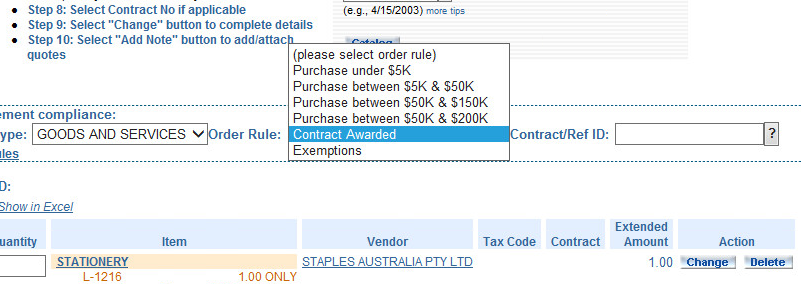 Step 8: Select Contract No if applicable
Step 9: Select "Change" button to complete details
Step 10: Select "Add Note" button to add/attach
quotes
(e.g., 4/15/2003) more tips
Catalog
(please select order rule)
Purchase under $5K
Purchase between $5K & $50K
Purchase between $50K & $150K
Purchase between $50K & $200K
Contract Awarded
Exemptions
ement compliance:
ype: GOODS AND SERVICES Order Rule: Contract/Ref ID: ?
ules
D:
Show in Excel
uantity Item Vendor Tax Code Contract Extended Amount Action
STATIONERY STAPLES AUSTRALIA PTY LTD 1.00 Change Delete
L-1216 1.00 ONLY